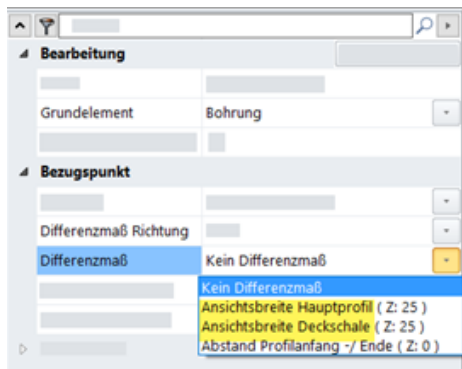 Bearbeitung
Grundelement Bohrung
Bezugspunkt
Differenzmaß Richtung
Differenzmaß Kein Differenzmaß
Kein Differenzmaß
Ansichtsbreite Hauptprofil ( Z: 25 )
Ansichtsbreite Deckschale ( Z: 25 )
Abstand Profilanfang -/ Ende ( Z: 0 )